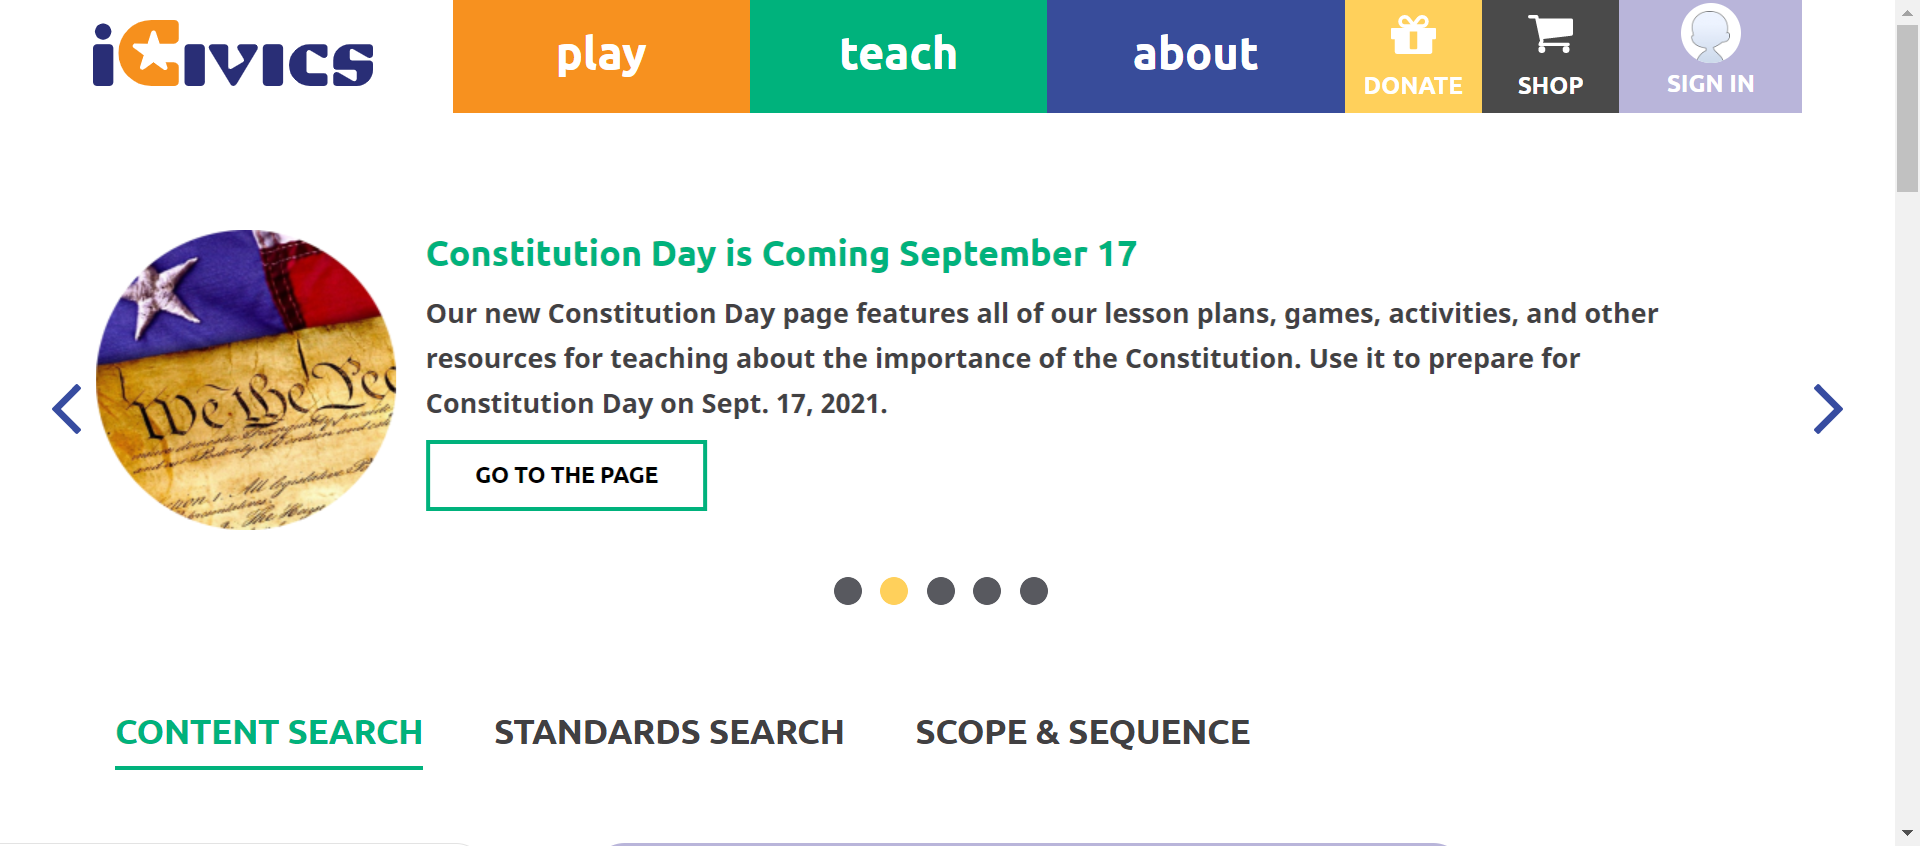 iCivics
play
teach
about
DONATE
SHOP
SIGN IN
Constitution Day is Coming September 17
Our new Constitution Day page features all of our lesson plans, games, activities, and other
resources for teaching about the importance of the Constitution. Use it to prepare for
Constitution Day on Sept. 17, 2021.
We the Peo
GO TO THE PAGE
CONTENT SEARCH
STANDARDS SEARCH
SCOPE & SEQUENCE